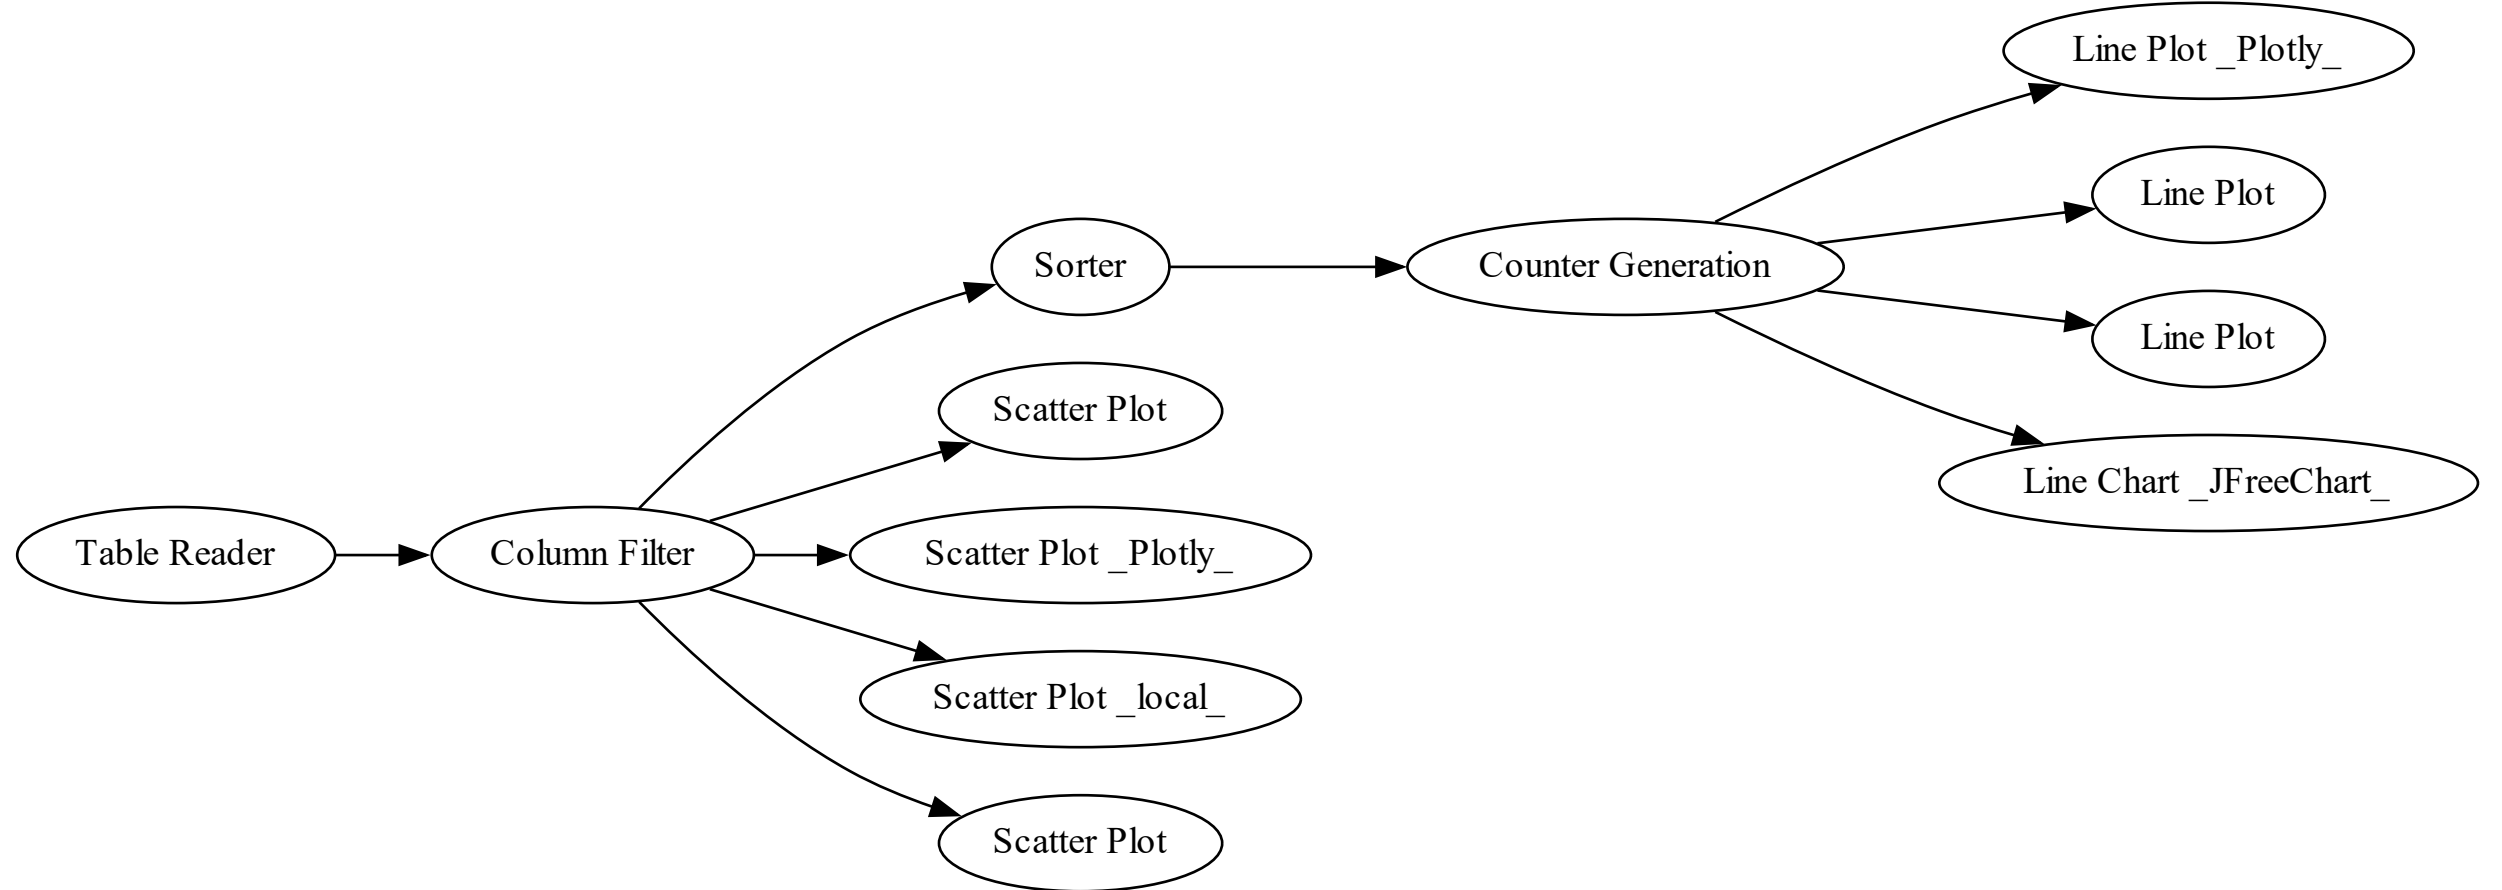 Line Plot _Plotly_
Line Plot
Sorter
Counter Generation
Line Plot
Scatter Plot
Line Chart _JFreeChart_
Table Reader
Column Filter
Scatter Plot _Plotly_
Scatter Plot _local_
Scatter Plot